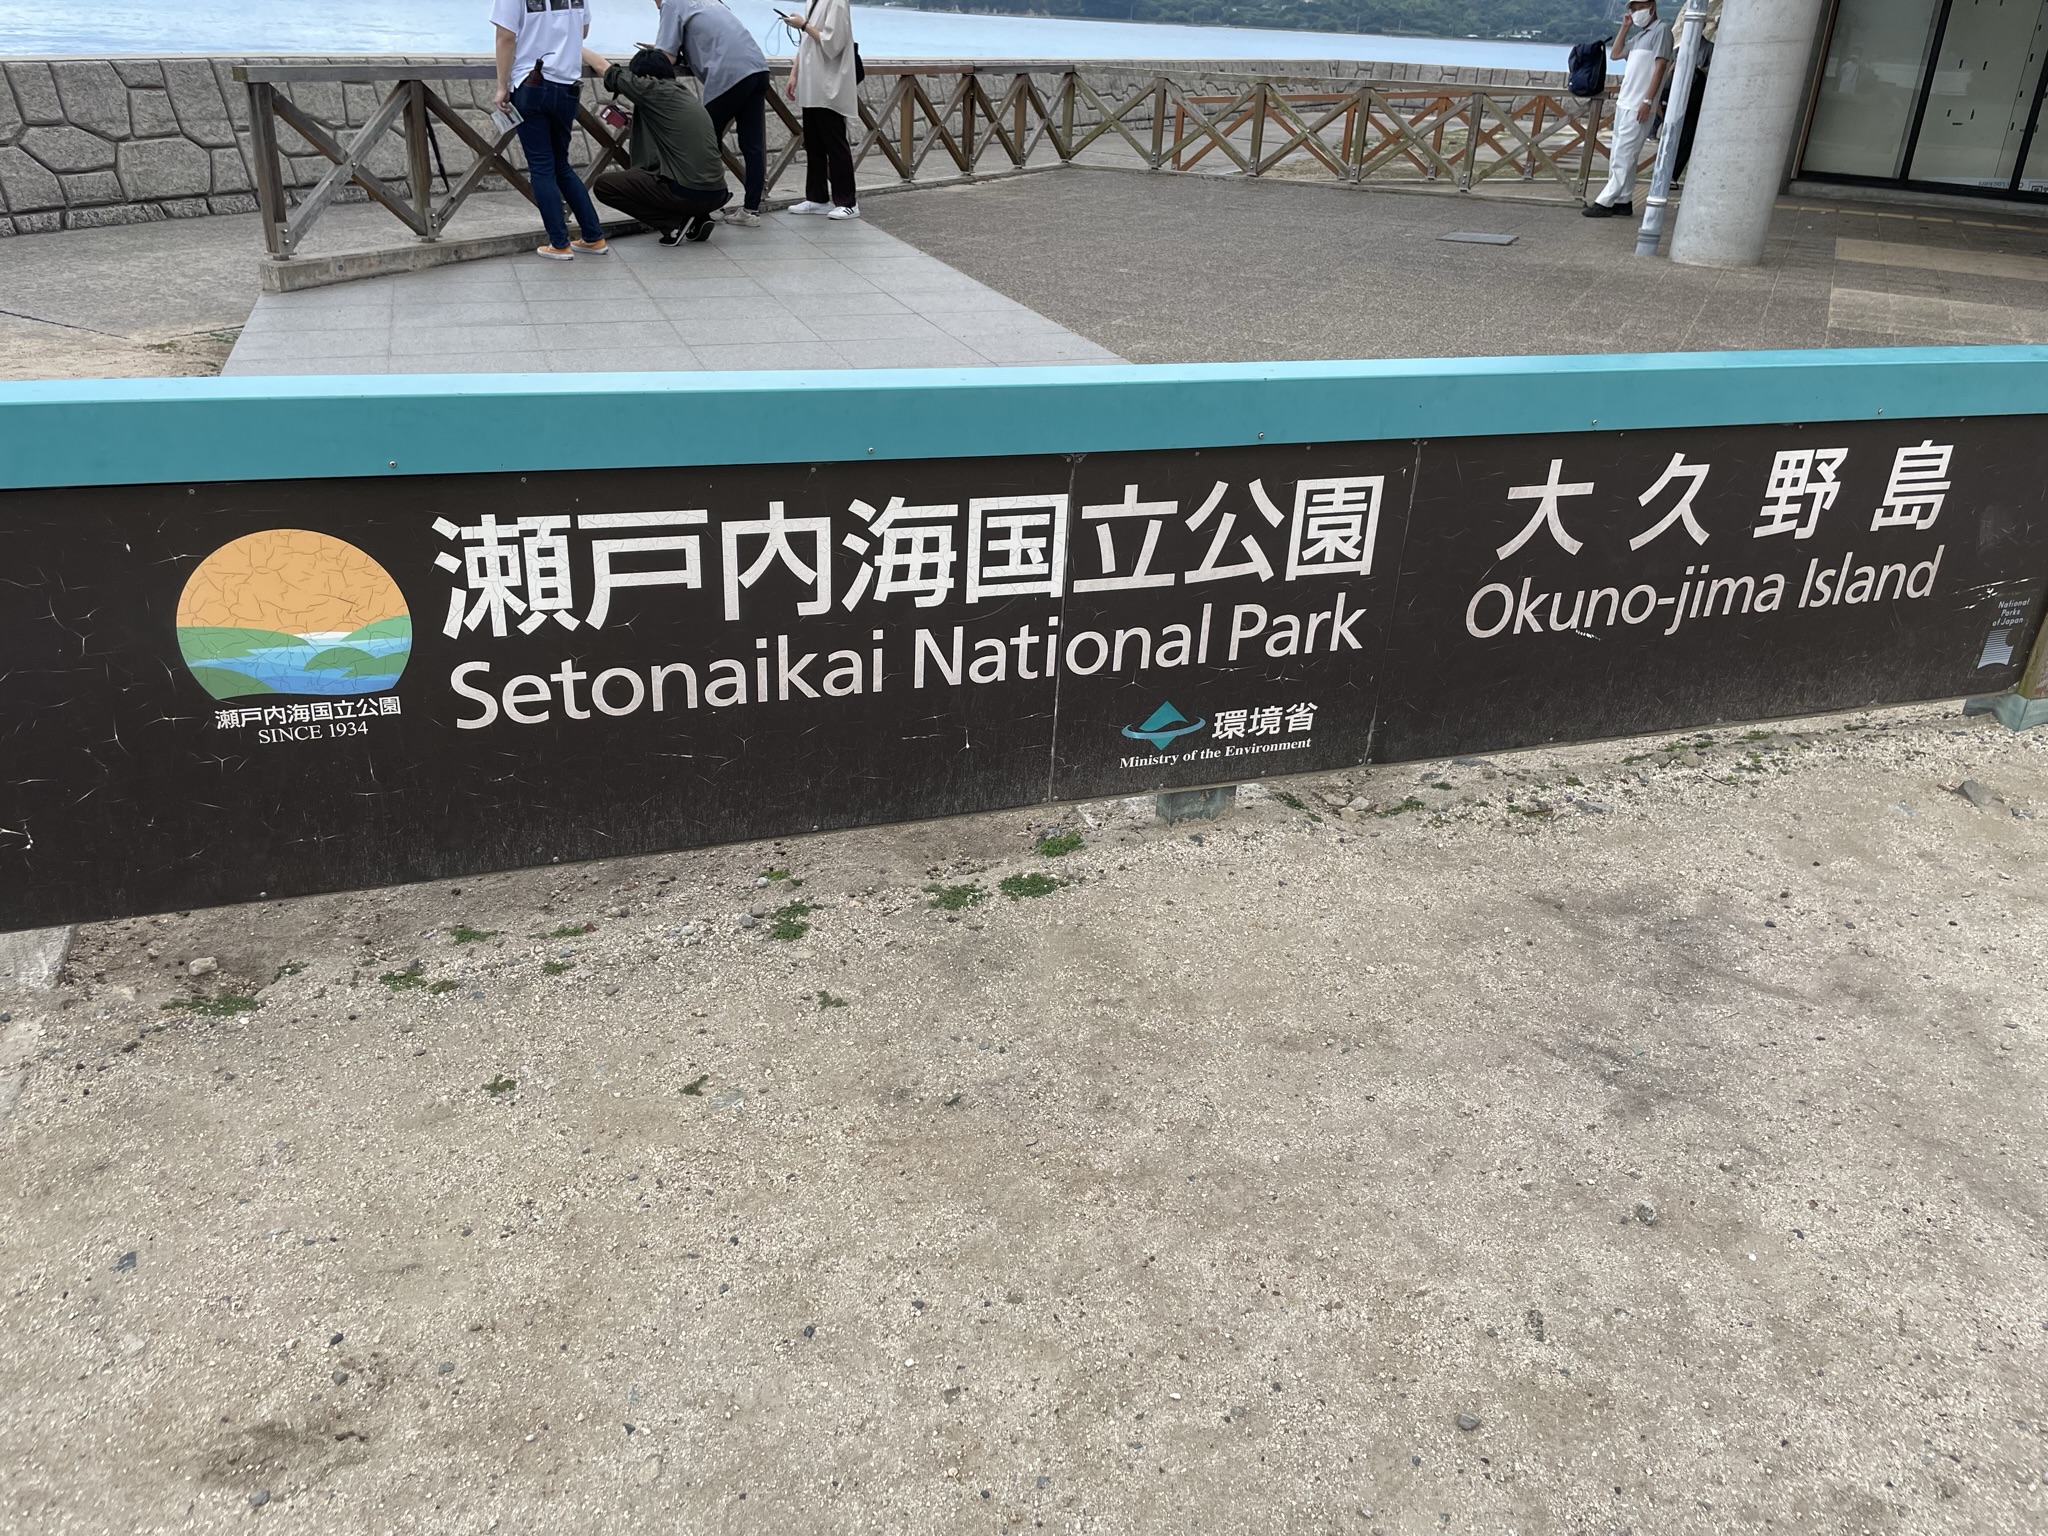 瀬戸内海国立公園
Setonaikai National Park
大久野島
Okuno-jima Island
瀬戸内海国立公園
SINCE 1934
環境省
Ministry of the Environment
National
Parks
of Japan